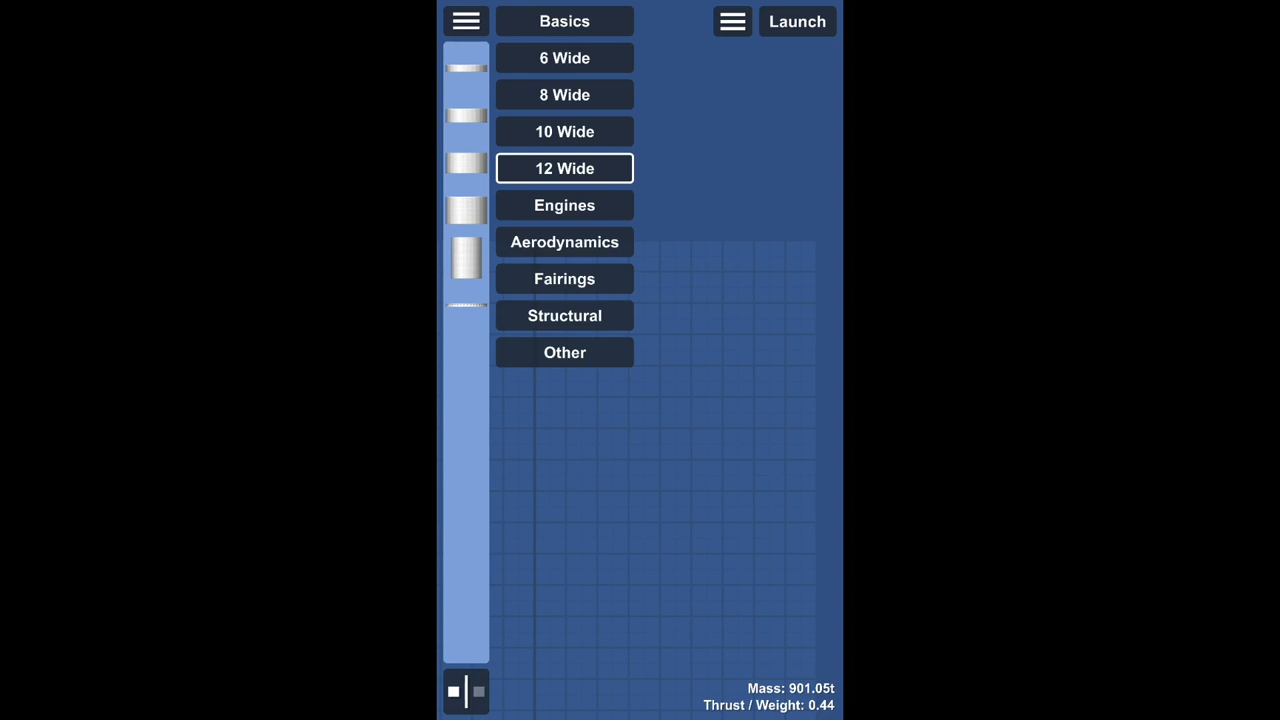 Basics
Launch
6 Wide
8 Wide
10 Wide
12 Wide
Engines
Aerodynamics
Fairings
Structural
Other
Mass: 901.05t
Thrust / Weight: 0.44